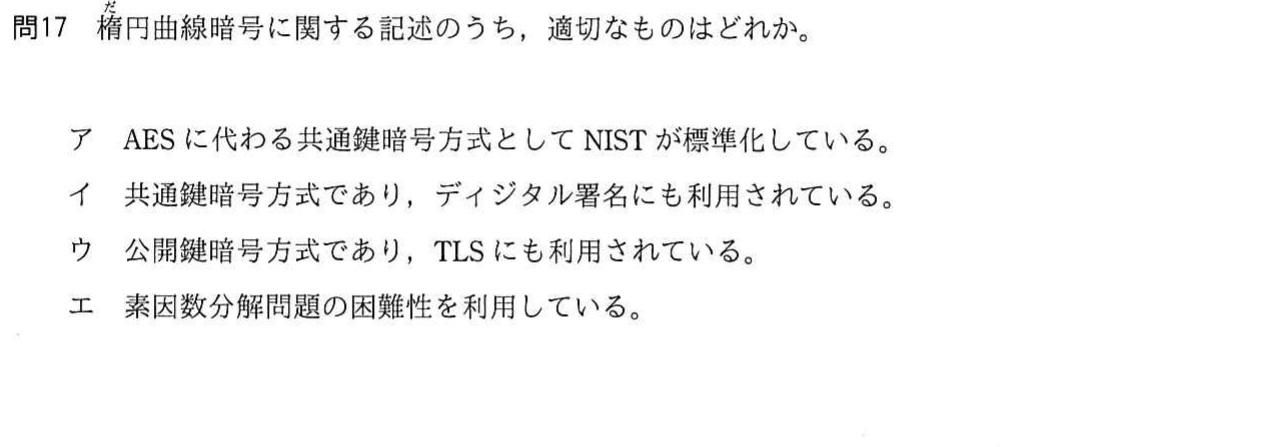 問17 楕円曲線暗号に関する記述のうち，適切なものはどれか。
だ
ア AES に代わる共通鍵暗号方式として NIST が標準化している。
イ 共通鍵暗号方式であり，ディジタル署名にも利用されている。
ウ 公開鍵暗号方式であり，TLS にも利用されている。
エ 素因数分解問題の困難性を利用している。